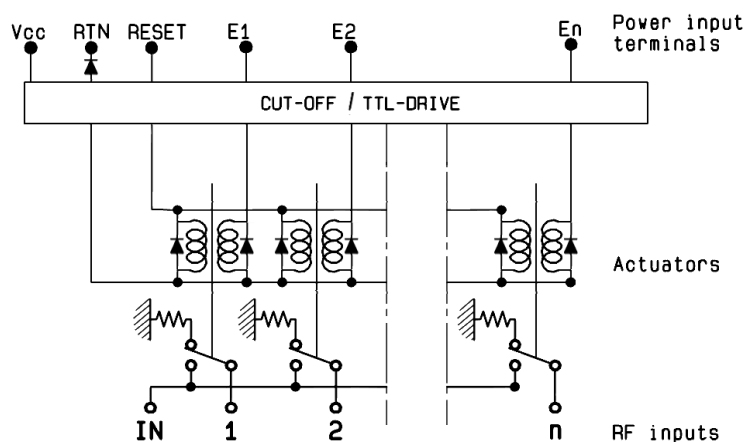 Vcc RTN RESET E1 E2 En
Power input
terminals
CUT-OFF / TTL-DRIVE
Actuators
IN 1 2 n
RF inputs